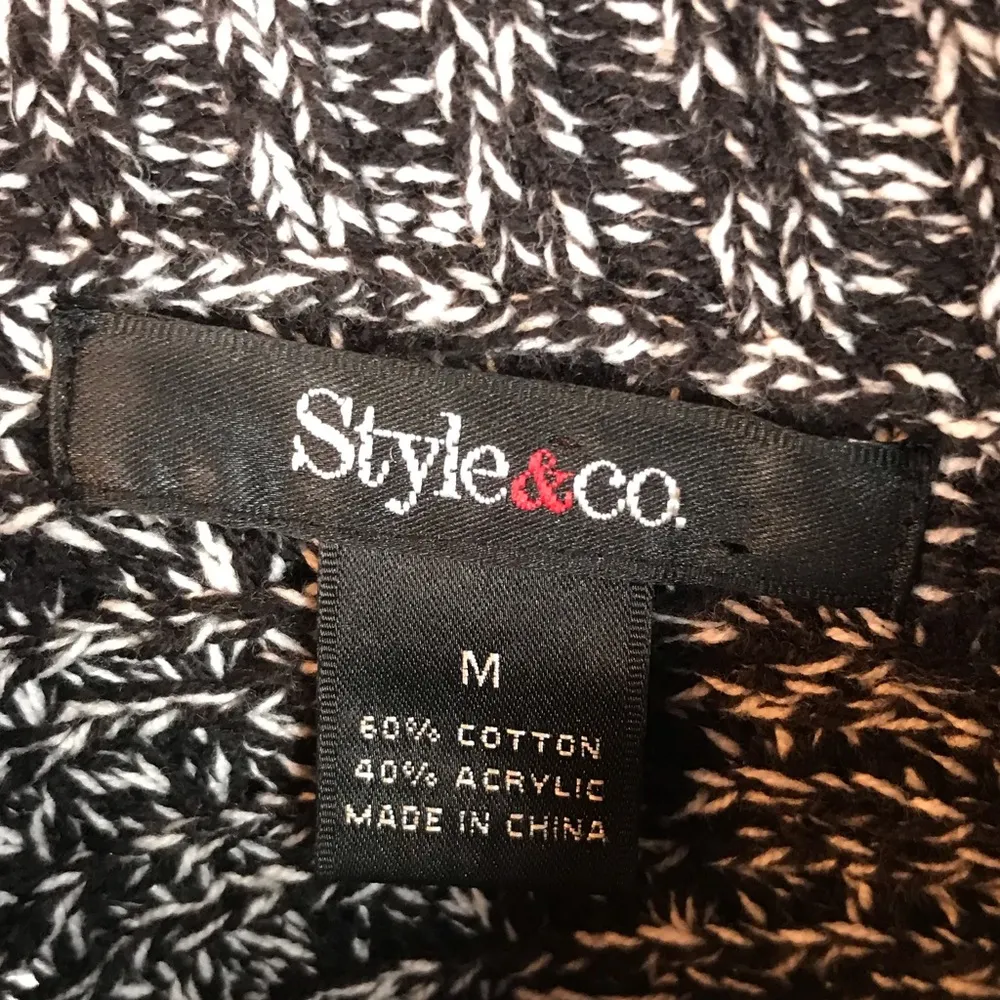 Style&co.
M
60% COTTON
40% ACRYLIC
MADE IN CHINA